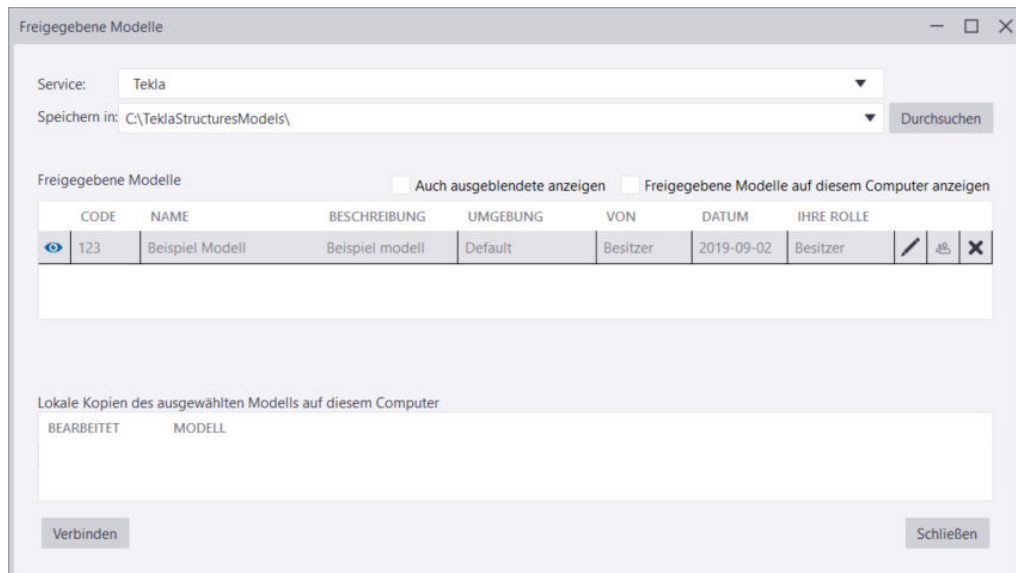 Freigegebene Modelle
Service: Tekla
Speichern in: C:\TeklaStructuresModels\ Durchsuchen
Freigegebene Modelle Auch ausgeblendete anzeigen Freigegebene Modelle auf diesem Computer anzeigen
CODE NAME BESCHREIBUNG UMGEBUNG VON DATUM IHRE ROLLE
123 Beispiel Modell Beispiel modell Default Besitzer 2019-09-02 Besitzer
Lokale Kopien des ausgewählten Modells auf diesem Computer
BEARBEITET MODELL
Verbinden Schließen